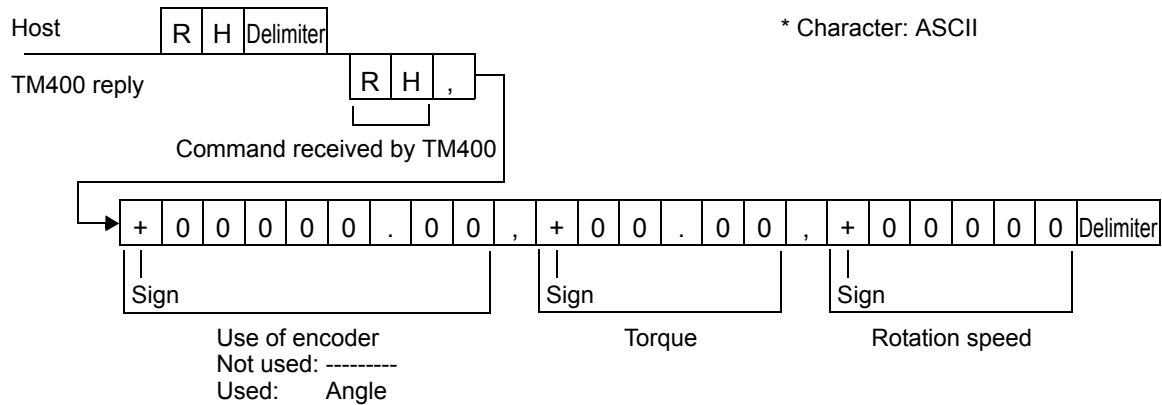 Host R H Delimiter * Character: ASCII
TM400 reply R H ,
Command received by TM400
+ 0 0 0 0 0 . 0 0 , + 0 0 . 0 0 , + 0 0 0 0 0 Delimiter
Sign Sign Sign
Use of encoder Torque Rotation speed
Not used: ---------
Used: Angle